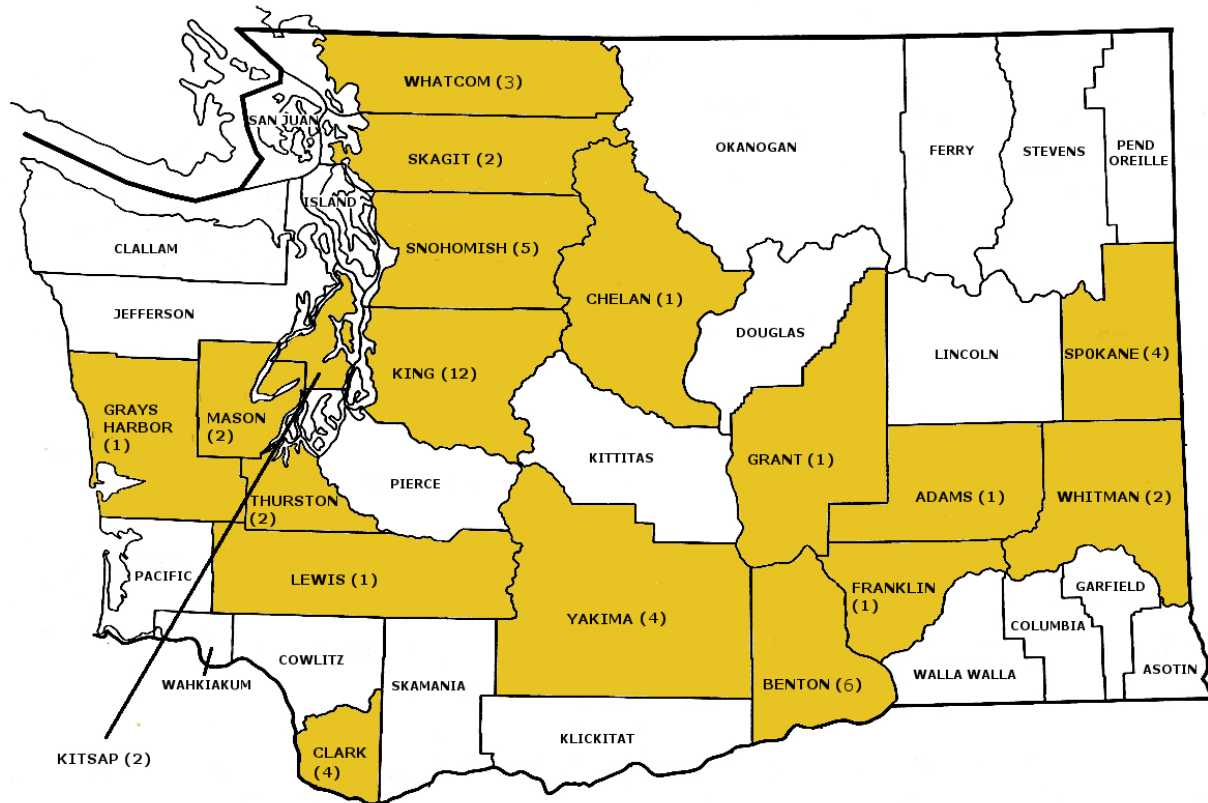 WHATCOM (3)
SAN JUAN
SKAGIT (2)
OKANOGAN
FERRY
STEVENS
PEND
OREILLE
ISLAND
CLALLAM
SNOHOMISH (5)
CHELAN (1)
JEFFERSON
DOUGLAS
LINCOLN
SPOKANE (4)
KING (12)
GRAYS
HARBOR
(1)
MASON
(2)
KITTITAS
GRANT (1)
PIERCE
THURSTON
(2)
ADAMS (1)
WHITMAN (2)
PACIFIC
LEWIS (1)
YAKIMA (4)
FRANKLIN
(1)
GARFIELD
COLUMBIA
COWLITZ
WAHKIAKUM
SKAMANIA
BENTON (6)
WALLA WALLA
ASOTIN
KLICKITAT
KITSAP (2)
CLARK
(4)